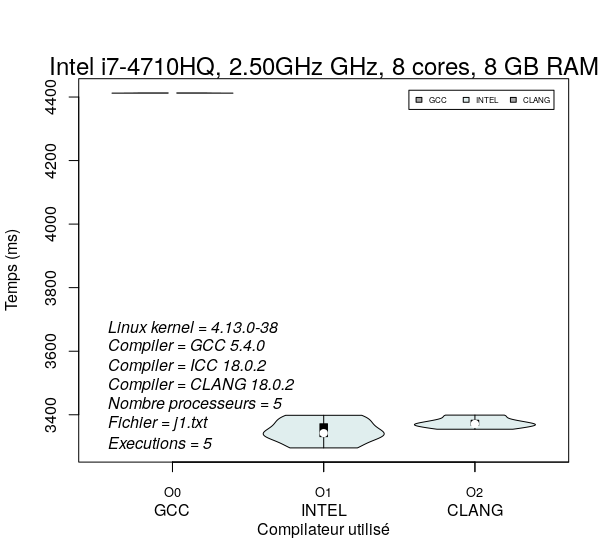 Intel i7-4710HQ, 2.50GHz GHz, 8 cores, 8 GB RAM
GCC INTEL CLANG
4400
4200
4000
3800
3600
3400
Temps (ms)
Linux kernel = 4.13.0-38
Compiler = GCC 5.4.0
Compiler = ICC 18.0.2
Compiler = CLANG 18.0.2
Nombre processeurs = 5
Fichier = j1.txt
Executions = 5
O0 O1 O2
GCC INTEL CLANG
Compilateur utilisé